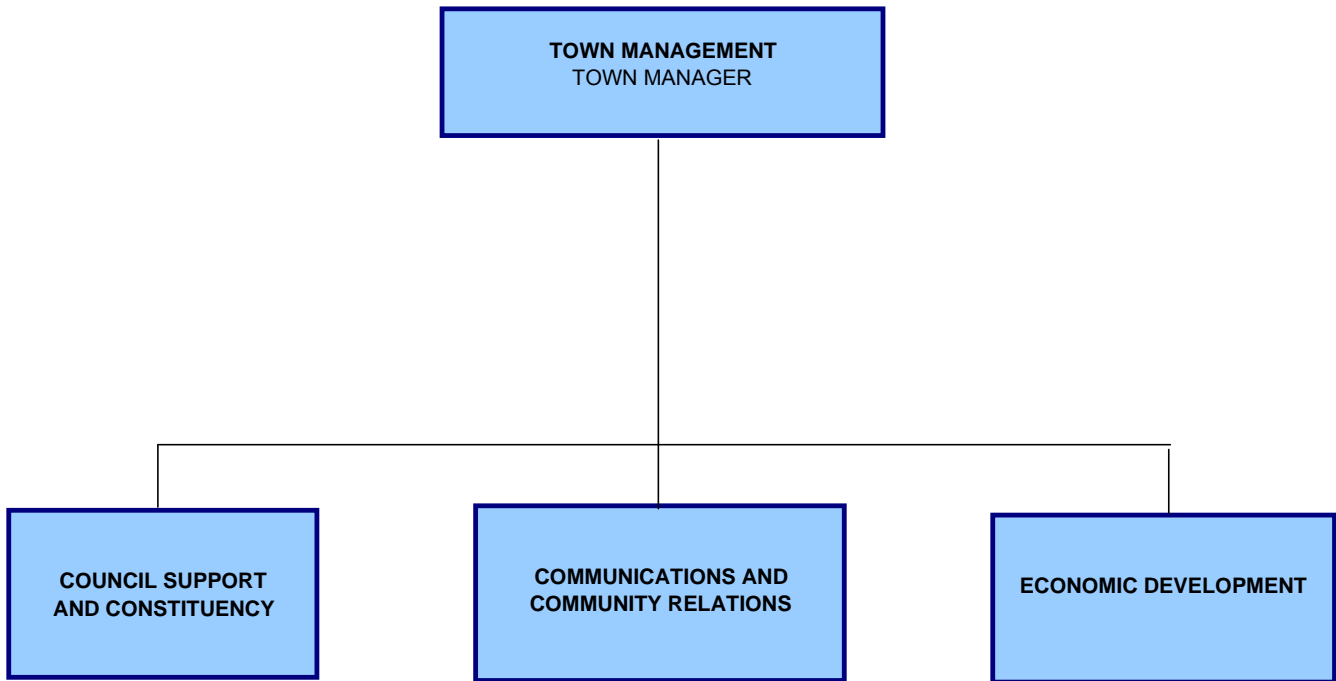 TOWN MANAGEMENT
TOWN MANAGER
COUNCIL SUPPORT
AND CONSTITUENCY
COMMUNICATIONS AND
COMMUNITY RELATIONS
ECONOMIC DEVELOPMENT